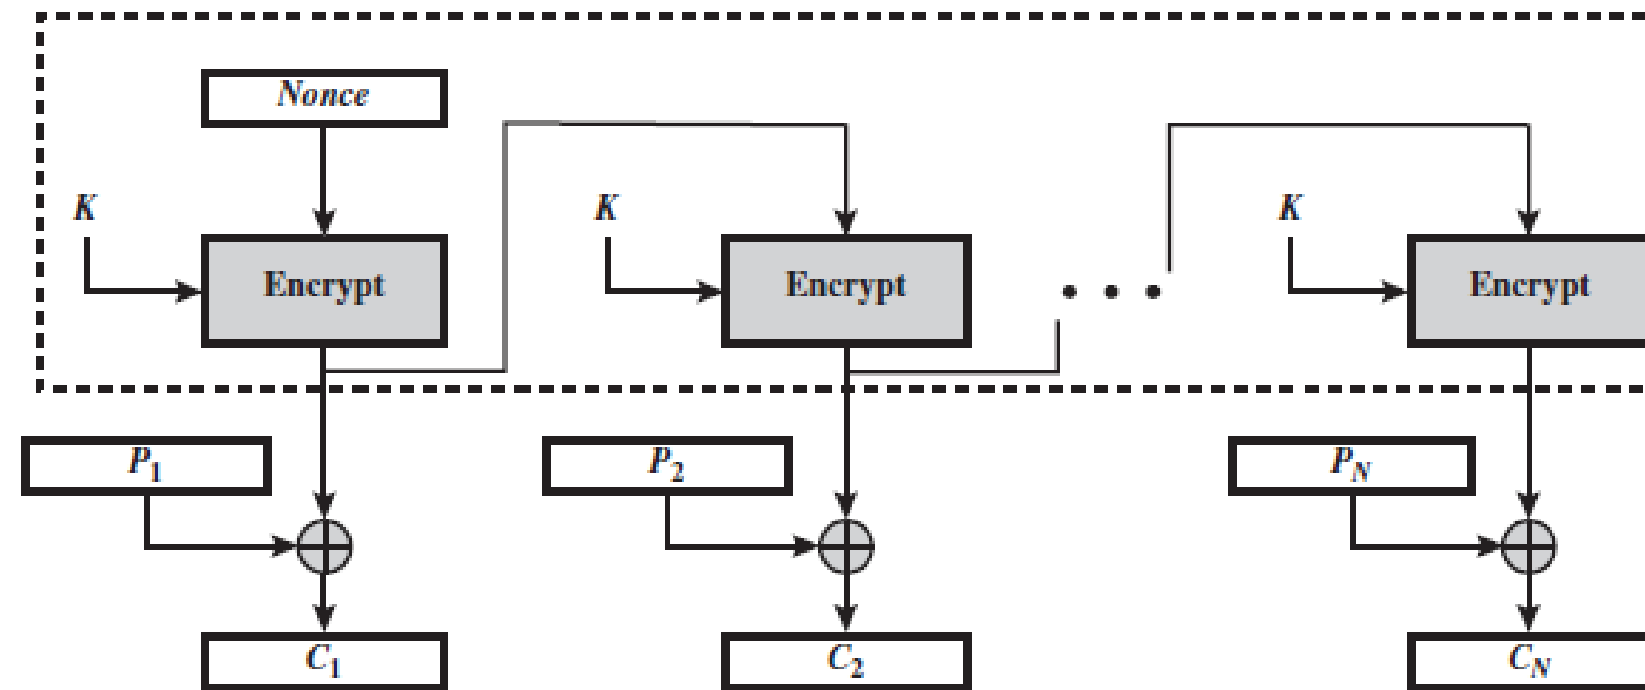 Nonce
K
K
K
Encrypt
Encrypt
Encrypt
P1
P2
PN
C1
C2
CN